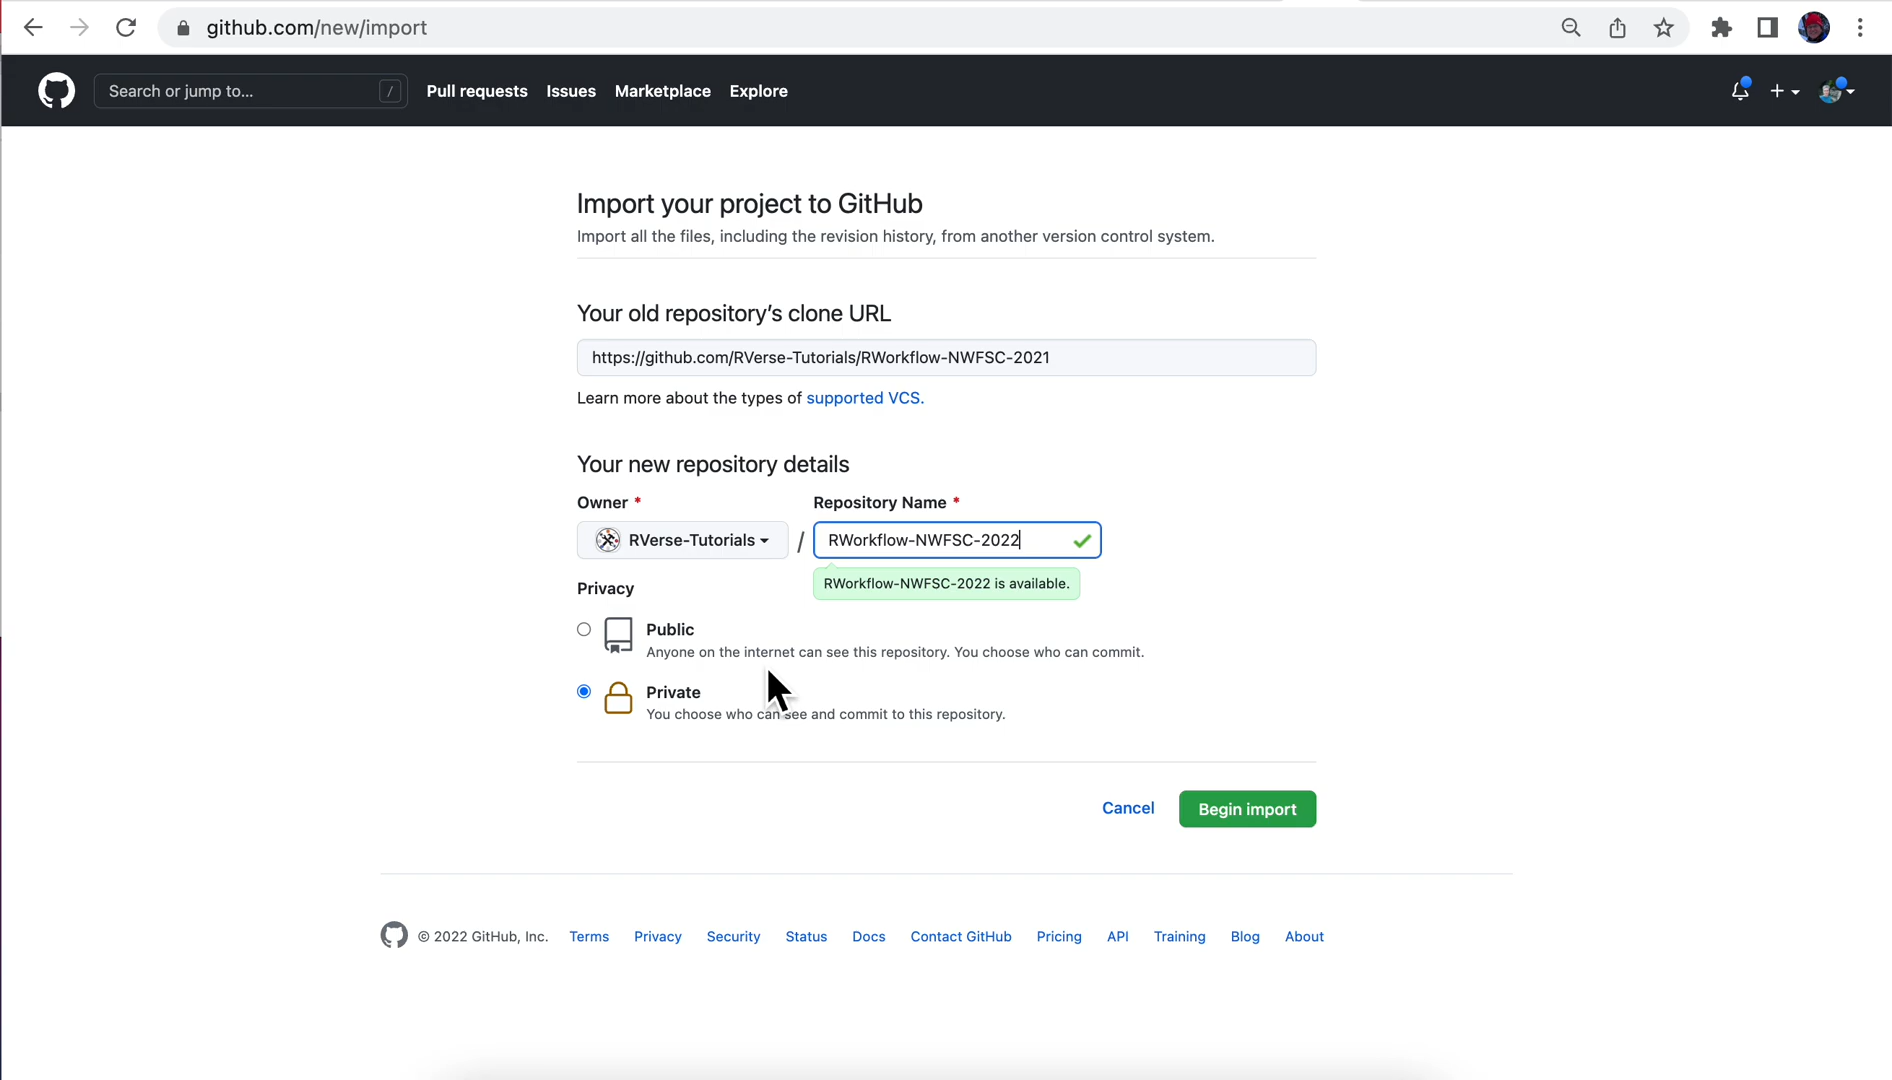 github.com/new/import
Search or jump to... /
Pull requests Issues Marketplace Explore
Import your project to GitHub
Import all the files, including the revision history, from another version control system.
Your old repository's clone URL
https://github.com/RVerse-Tutorials/RWorkflow-NWFSC-2021
Learn more about the types of supported VCS.
Your new repository details
Owner * Repository Name *
RVerse-Tutorials / RWorkflow-NWFSC-2022
RWorkflow-NWFSC-2022 is available.
Privacy
Public
Anyone on the internet can see this repository. You choose who can commit.
Private
You choose who can see and commit to this repository.
Cancel Begin import
© 2022 GitHub, Inc. Terms Privacy Security Status Docs Contact GitHub Pricing API Training Blog About